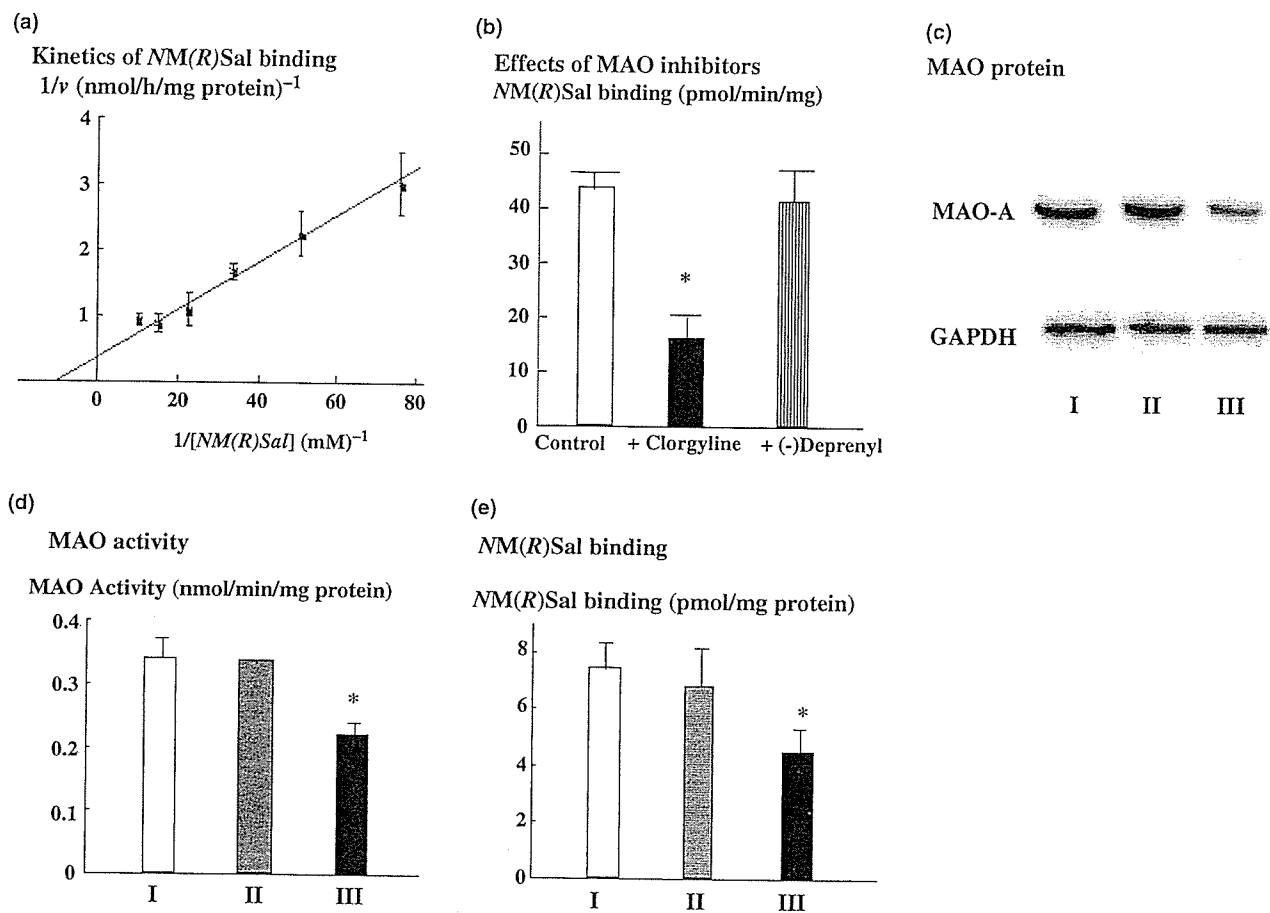 (a)
Kinetics of NM(R)Sal binding
1/v (nmol/h/mg protein)⁻¹
4
3
2
1
0 20 40 60 80
1/[NM(R)Sal] (mM)⁻¹
(b)
Effects of MAO inhibitors
NM(R)Sal binding (pmol/min/mg)
50
40
30
20
10
0
*
Control + Clorgyline + (-)Deprenyl
(c)
MAO protein
MAO-A
GAPDH
I II III
(d)
MAO activity
MAO Activity (nmol/min/mg protein)
0.4
0.3
0.2
0.1
0
*
I II III
(e)
NM(R)Sal binding
NM(R)Sal binding (pmol/mg protein)
8
6
4
2
0
*
I II III